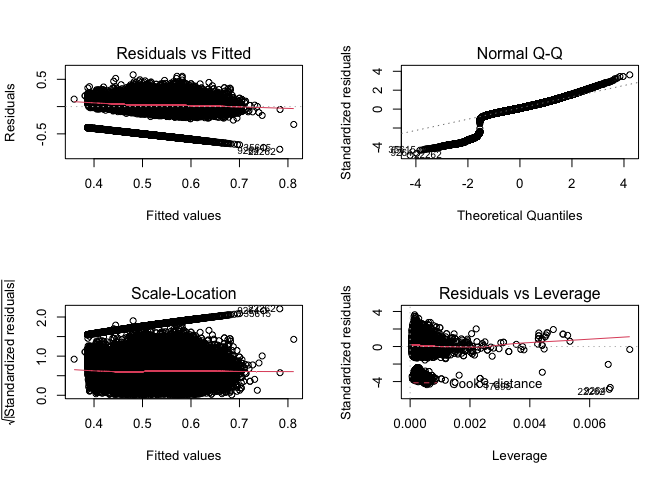 Residuals vs Fitted
Residuals
0.5
-0.5
0.4 0.5 0.6 0.7 0.8
Fitted values
Normal Q-Q
Standardized residuals
4
2
0
-4
-4 -2 0 2 4
Theoretical Quantiles
Scale-Location
√|Standardized residuals|
2.0
1.0
0.0
0.4 0.5 0.6 0.7 0.8
Fitted values
Residuals vs Leverage
Standardized residuals
4
0
-4
Cook's distance
0.000 0.002 0.004 0.006
Leverage